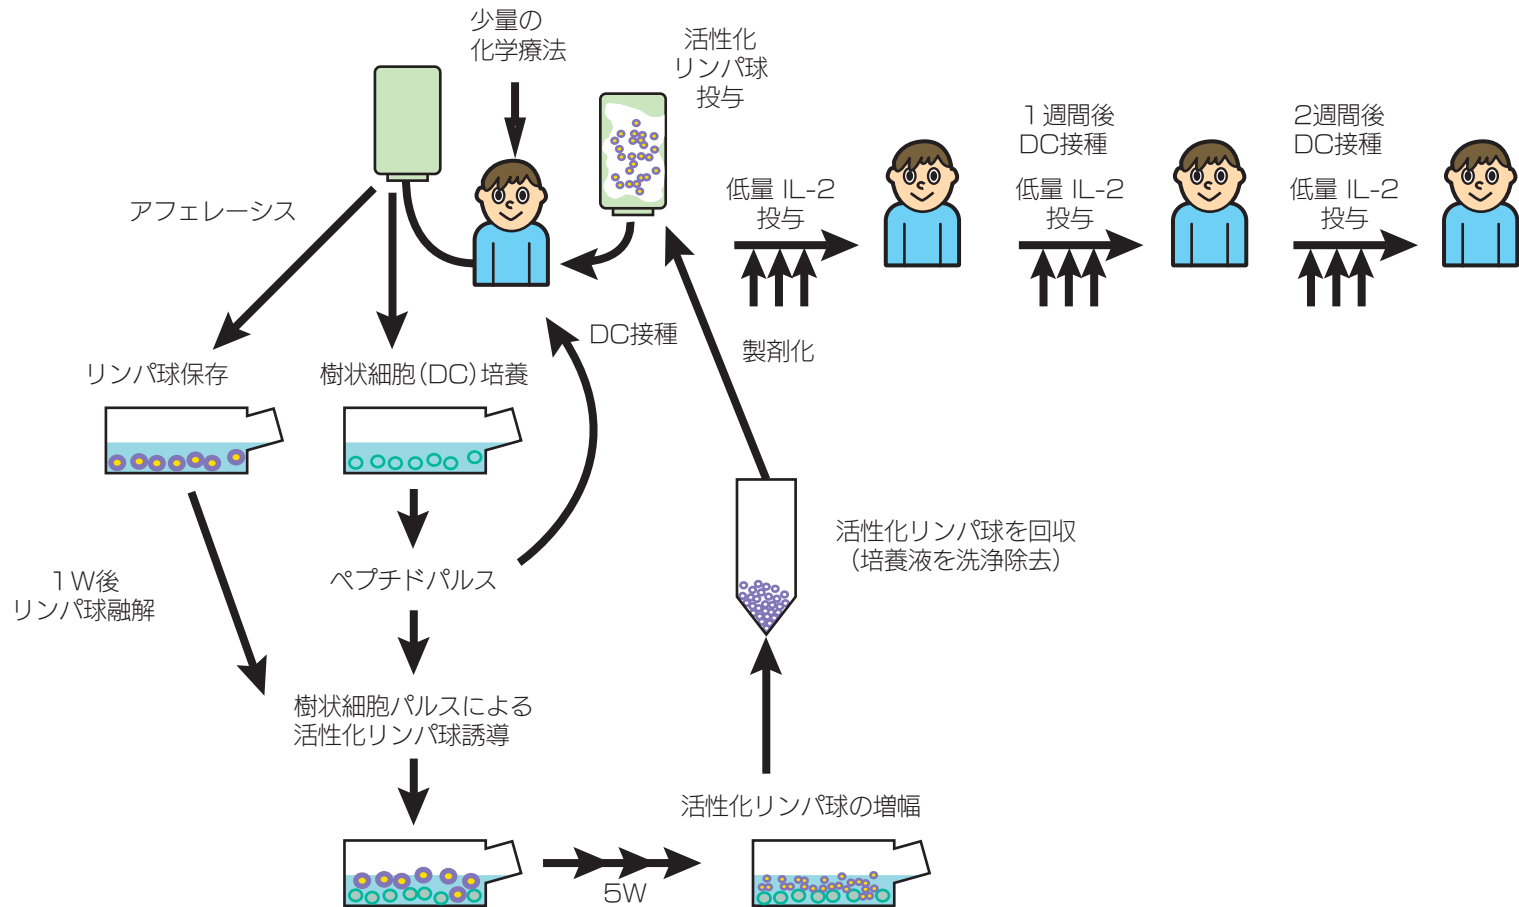 少量の
化学療法
活性化
リンパ球
投与
アフェレーシス
低量 IL-2
投与
1週間後
DC接種
低量 IL-2
投与
2週間後
DC接種
低量 IL-2
投与
DC接種
製剤化
リンパ球保存
樹状細胞（DC）培養
1W後
リンパ球融解
ペプチドパルス
活性化リンパ球を回収
（培養液を洗浄除去）
樹状細胞パルスによる
活性化リンパ球誘導
活性化リンパ球の増幅
5W